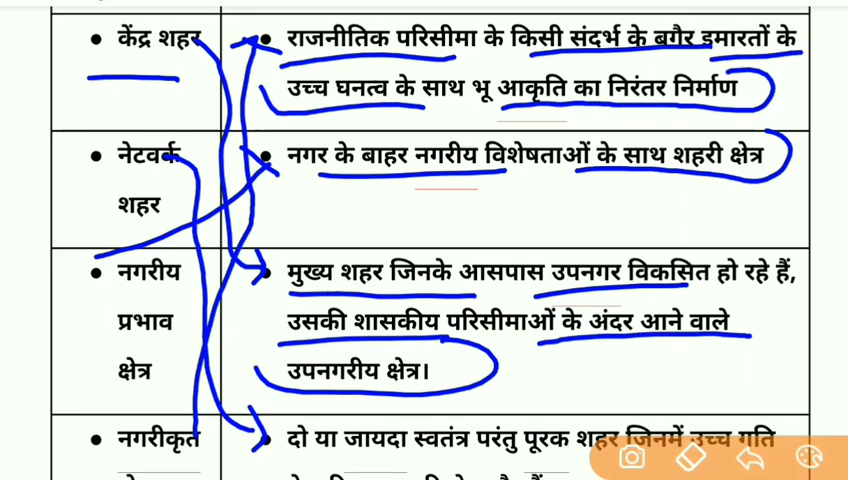 केंद्र शहर
राजनीतिक परिसीमा के किसी संदर्भ के बगैर इमारतों के
उच्च घनत्व के साथ भू आकृति का निरंतर निर्माण
नेटवर्क
शहर
नगर के बाहर नगरीय विशेषताओं के साथ शहरी क्षेत्र
नगरीय
प्रभाव
क्षेत्र
मुख्य शहर जिनके आसपास उपनगर विकसित हो रहे हैं,
उसकी शासकीय परिसीमाओं के अंदर आने वाले
उपनगरीय क्षेत्र।
नगरीकृत
दो या जायदा स्वतंत्र परंतु पूरक शहर जिनमें उच्च गति